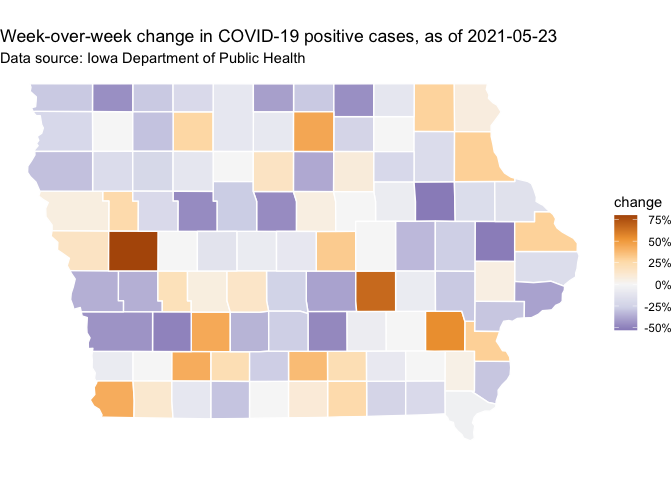 Week-over-week change in COVID-19 positive cases, as of 2021-05-23
Data source: Iowa Department of Public Health
change
75%
50%
25%
0%
-25%
-50%